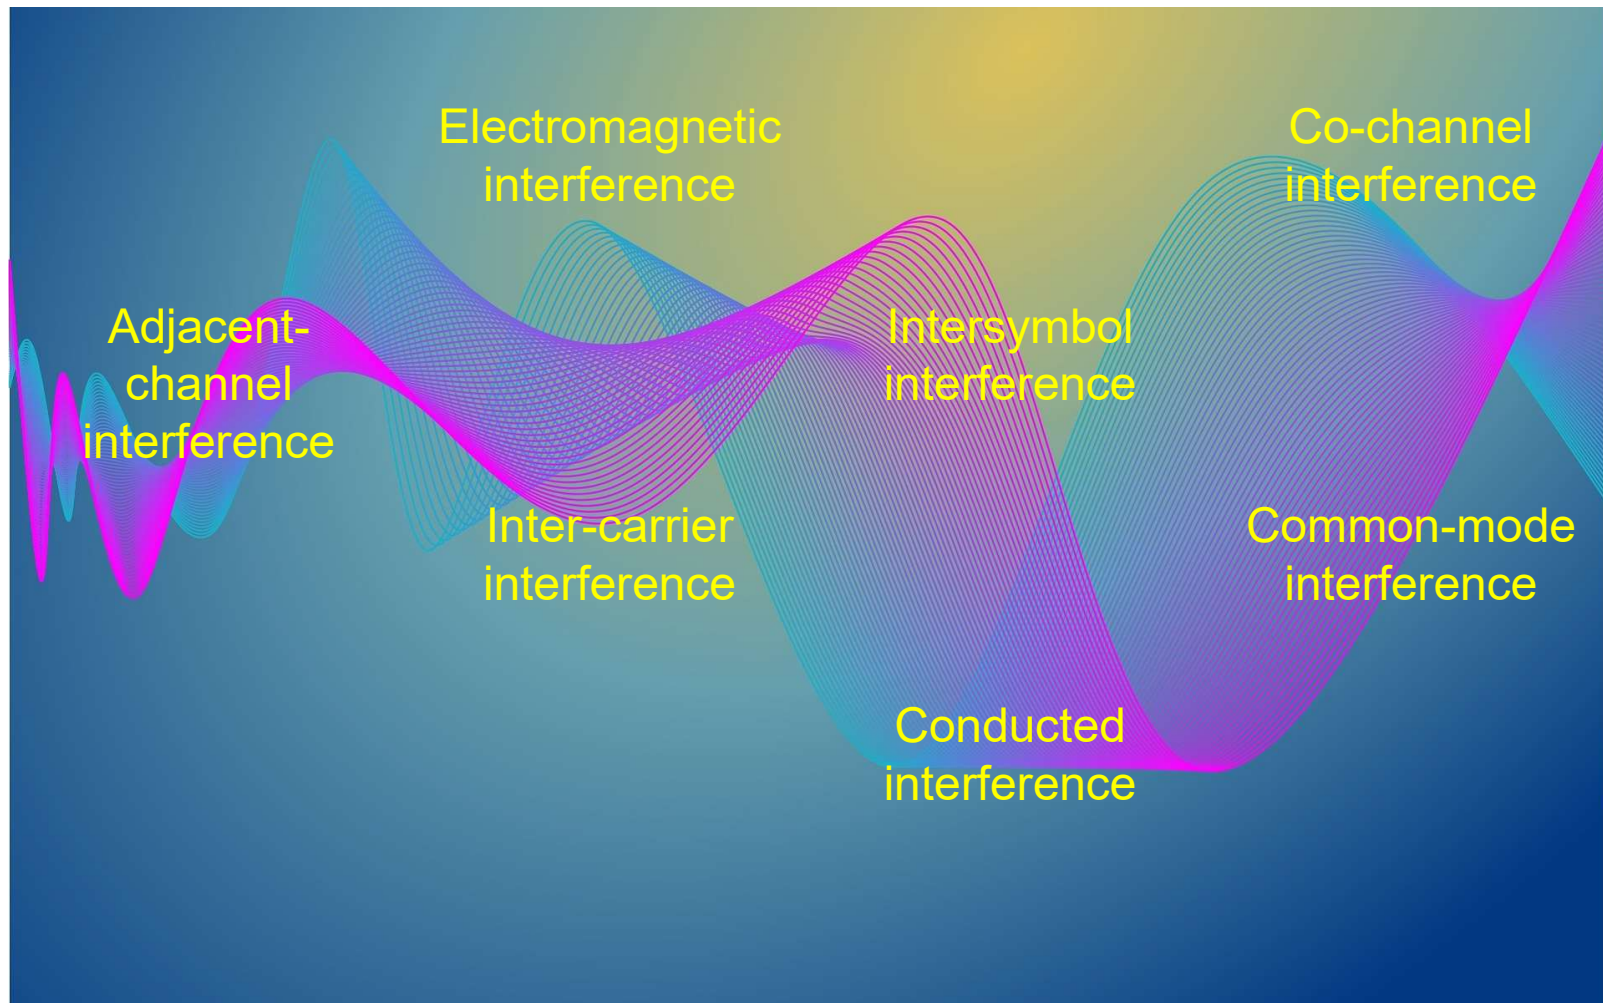 Electromagnetic
interference
Co-channel
interference
Adjacent-
channel
interference
Intersymbol
interference
Inter-carrier
interference
Common-mode
interference
Conducted
interference